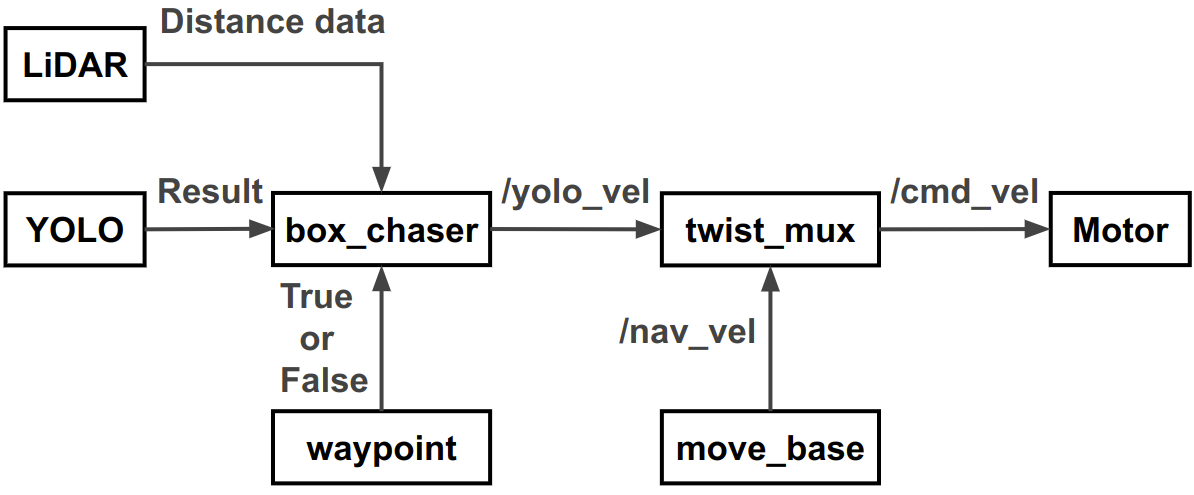 Distance data
LiDAR
Result
/yolo_vel
/cmd_vel
YOLO
box_chaser
twist_mux
Motor
True
or
False
/nav_vel
waypoint
move_base